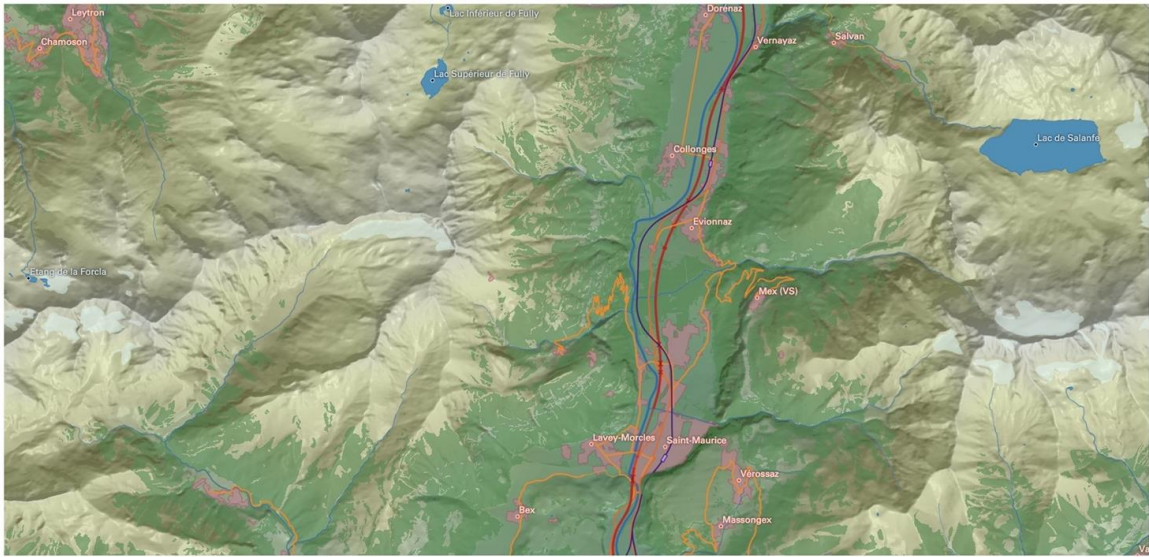 Leytron
Lac Inférieur de Fully
Dorénaz
Chamoson
Vernayaz
Salvan
Lac Supérieur de Fully
Lac de Salanfe
Collonges
Evionnaz
Etang de la Forcla
Mex (VS)
Lavey-Morcles
Saint-Maurice
Vérossaz
Bex
Massongex
Va